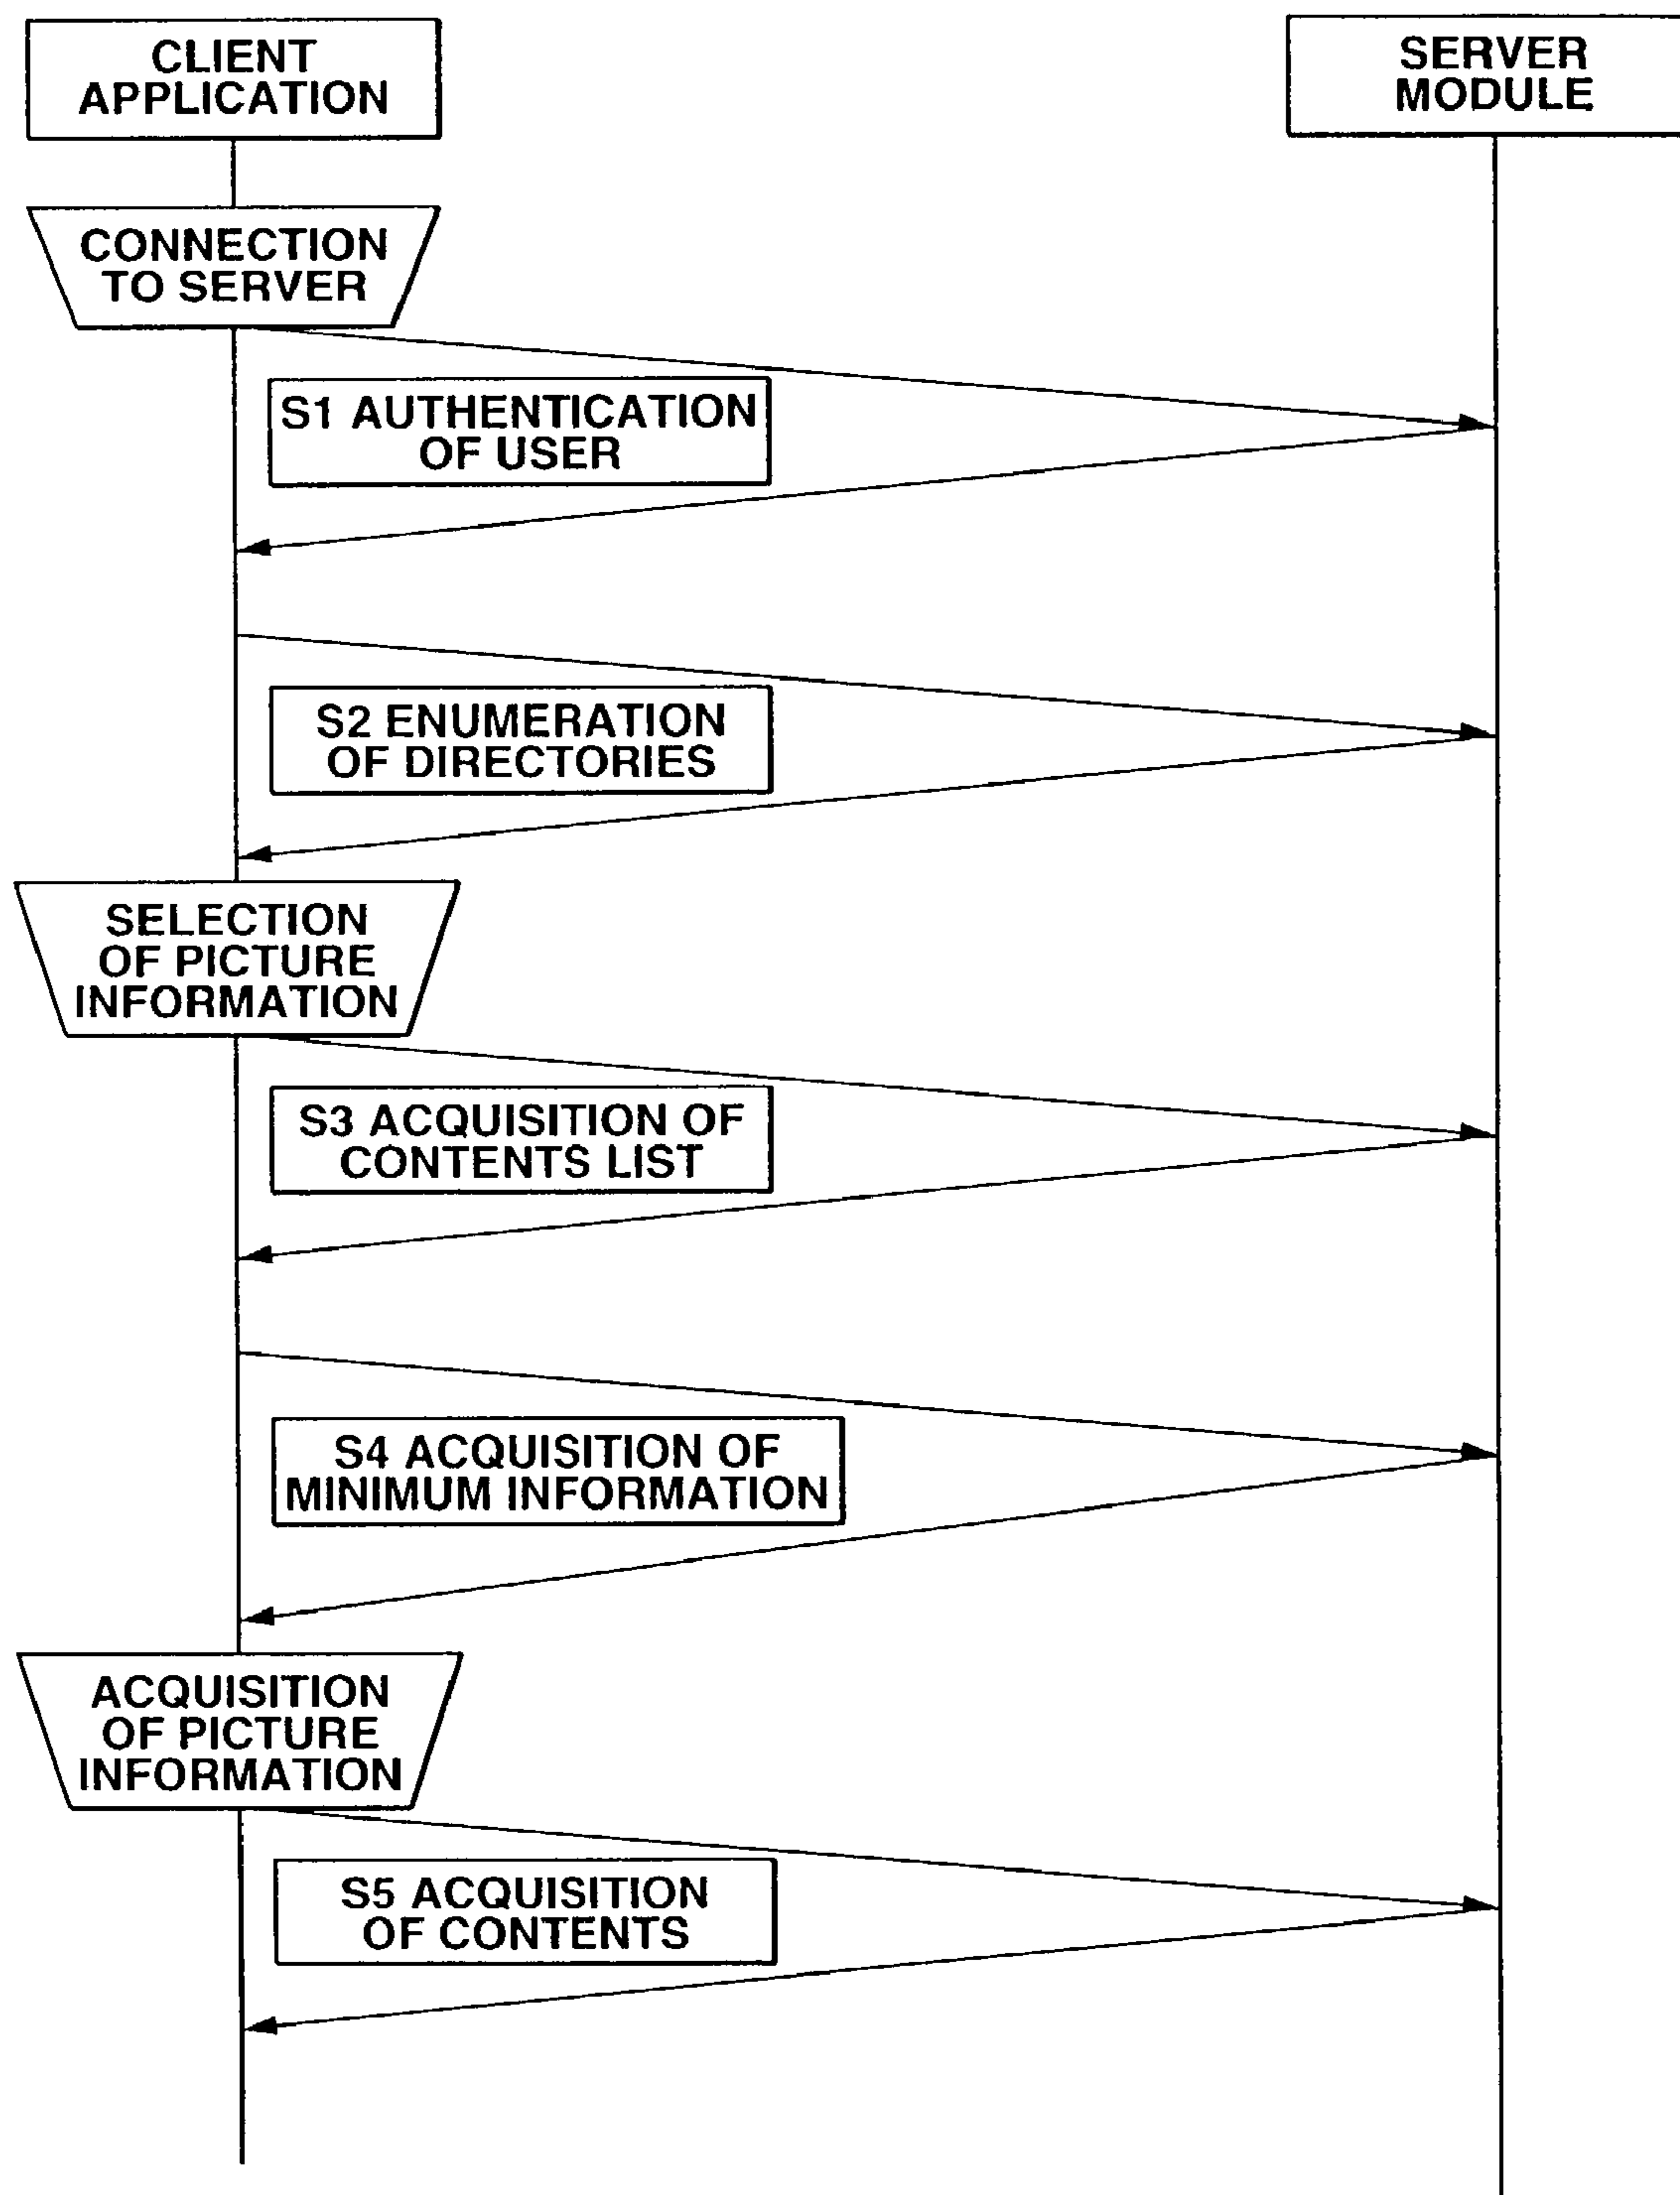 CLIENT
APPLICATION
SERVER
MODULE
CONNECTION
TO SERVER
S1 AUTHENTICATION
OF USER
S2 ENUMERATION
OF DIRECTORIES
SELECTION
OF PICTURE
INFORMATION
S3 ACQUISITION OF
CONTENTS LIST
S4 ACQUISITION OF
MINIMUM INFORMATION
ACQUISITION
OF PICTURE
INFORMATION
S5 ACQUISITION
OF CONTENTS